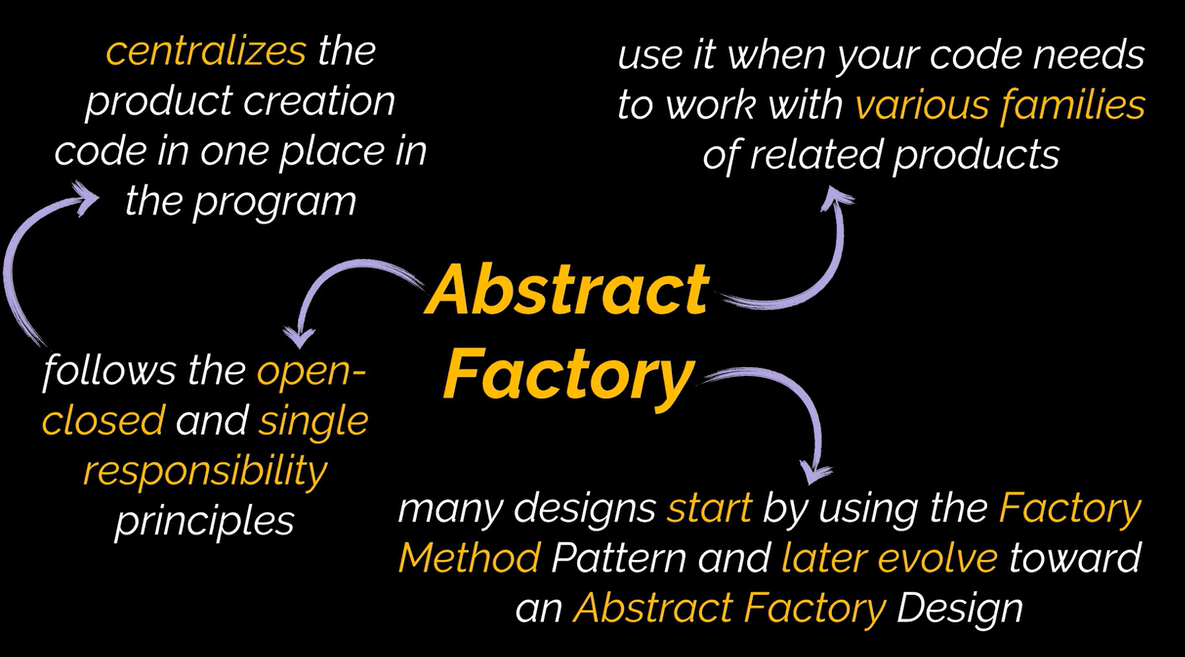 centralizes the
product creation
code in one place in
the program
use it when your code needs
to work with various families
of related products
Abstract
Factory
follows the open-
closed and single
responsibility
principles
many designs start by using the Factory
Method Pattern and later evolve toward
an Abstract Factory Design